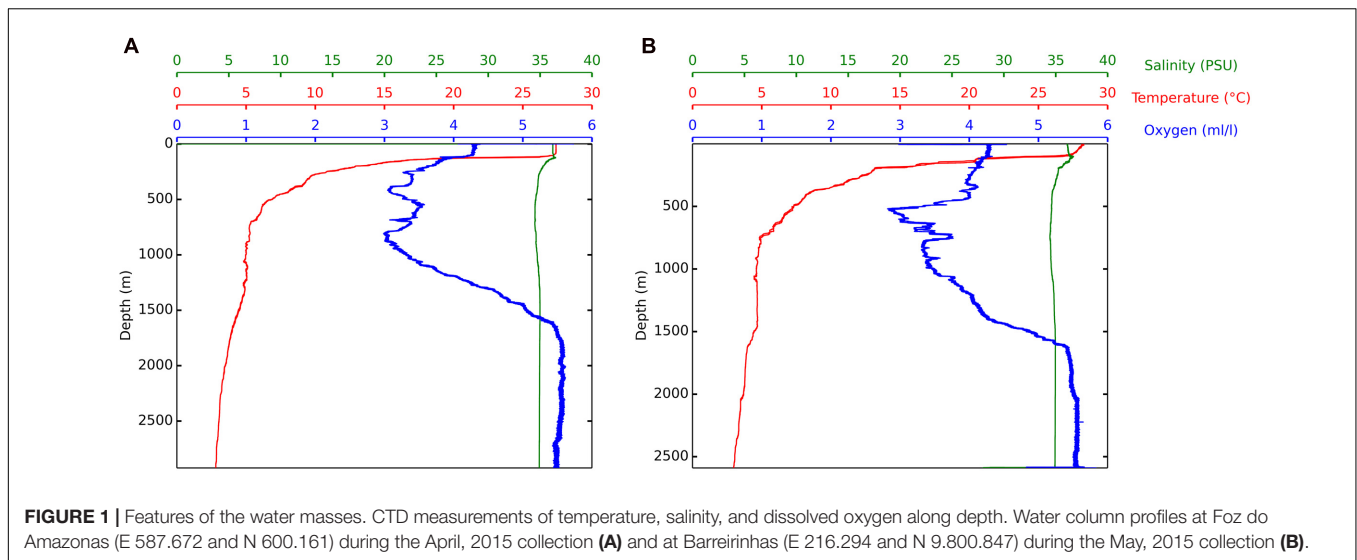 A
B
0 5 10 15 20 25 30 35 40
0 5 10 15 20 25 30 35 40
Salinity (PSU)
0 5 10 15 20 25 30
0 5 10 15 20 25 30
Temperature (°C)
0 1 2 3 4 5 6
0 1 2 3 4 5 6
Oxygen (ml/l)
0
500
1000
1500
2000
2500
Depth (m)
500
1000
1500
2000
2500
Depth (m)
FIGURE 1 | Features of the water masses. CTD measurements of temperature, salinity, and dissolved oxygen along depth. Water column profiles at Foz do
Amazonas (E 587.672 and N 600.161) during the April, 2015 collection (A) and at Barreirinhas (E 216.294 and N 9.800.847) during the May, 2015 collection (B).